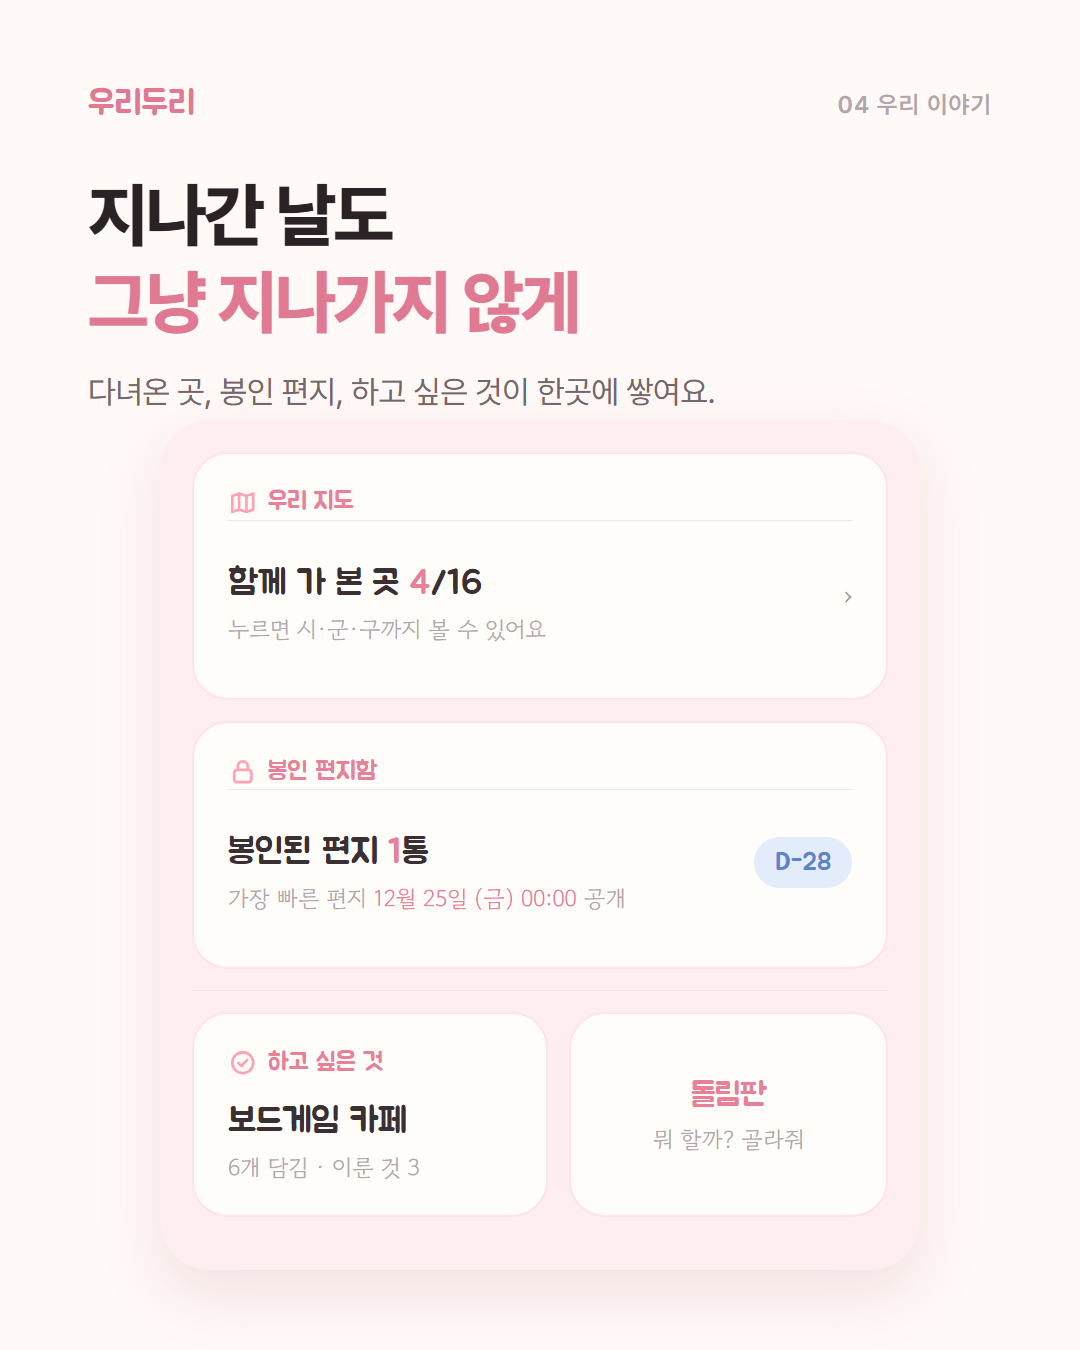 우리두리
04 우리 이야기
지나간 날도
그냥 지나가지 않게
다녀온 곳, 봉인 편지, 하고 싶은 것이 한곳에 쌓여요.
우리 지도
함께 가 본 곳 4/16
누르면 시·군·구까지 볼 수 있어요
봉인 편지함
봉인된 편지 1통
D-28
가장 빠른 편지 12월 25일 (금) 00:00 공개
하고 싶은 것
보드게임 카페
6개 담김 · 이룬 것 3
돌림판
뭐 할까? 골라줘